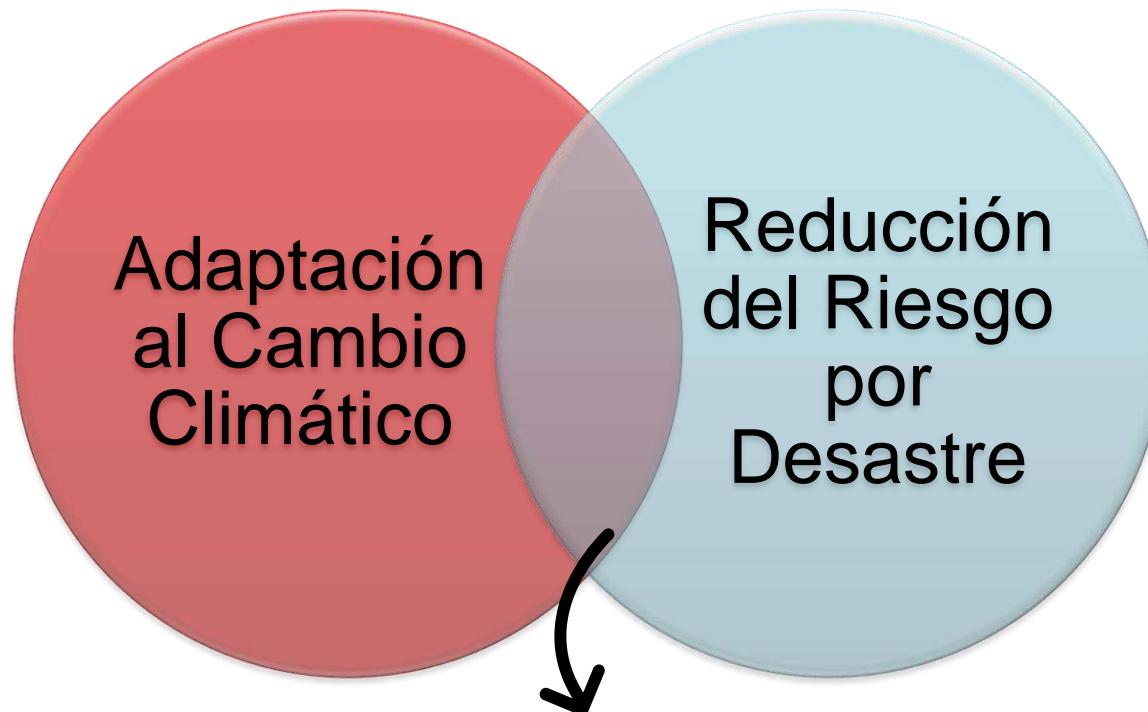 Adaptación
al Cambio
Climático
Reducción
del Riesgo
por
Desastre